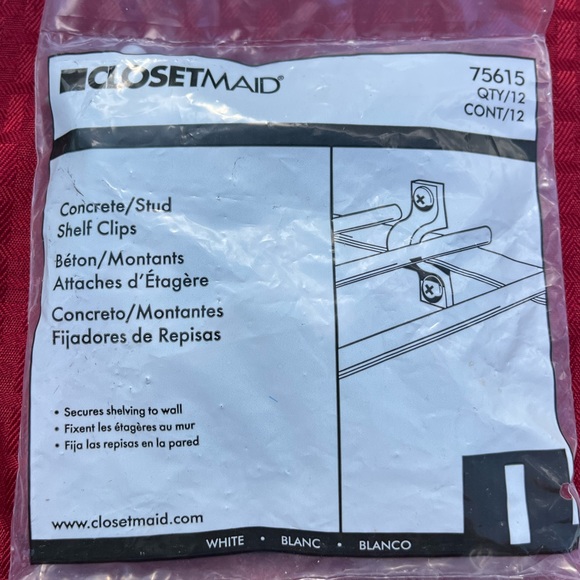 CLOSETMAID®
75615
QTY/12
CONT/12
Concrete/Stud
Shelf Clips
Béton/Montants
Attaches d'Étagère
Concreto/Montantes
Fijadores de Repisas
• Secures shelving to wall
• Fixent les étagères au mur
• Fija las repisas en la pared
www.closetmaid.com
WHITE • BLANC • BLANCO